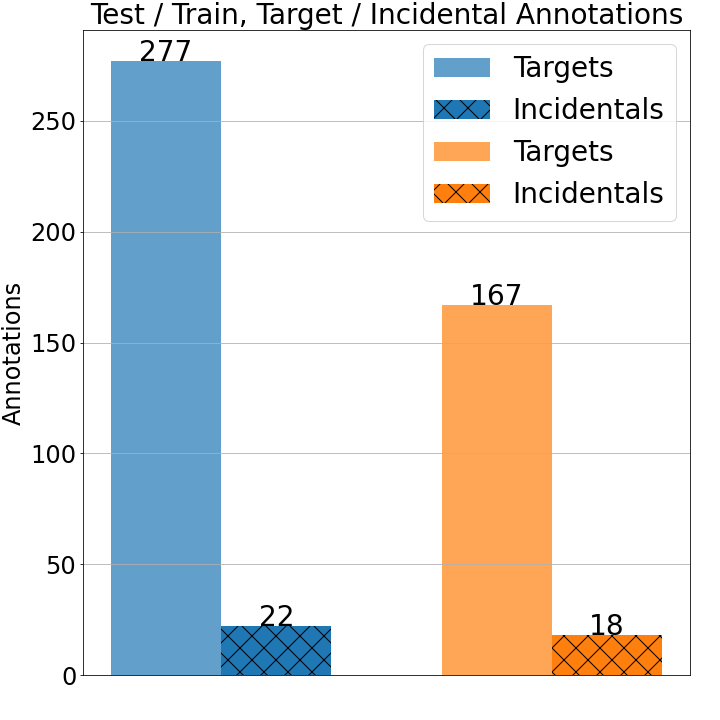 Test / Train, Target / Incidental Annotations
277
Targets
Incidentals
Targets
Incidentals
250
200
167
150
Annotations
100
50
22
18
0